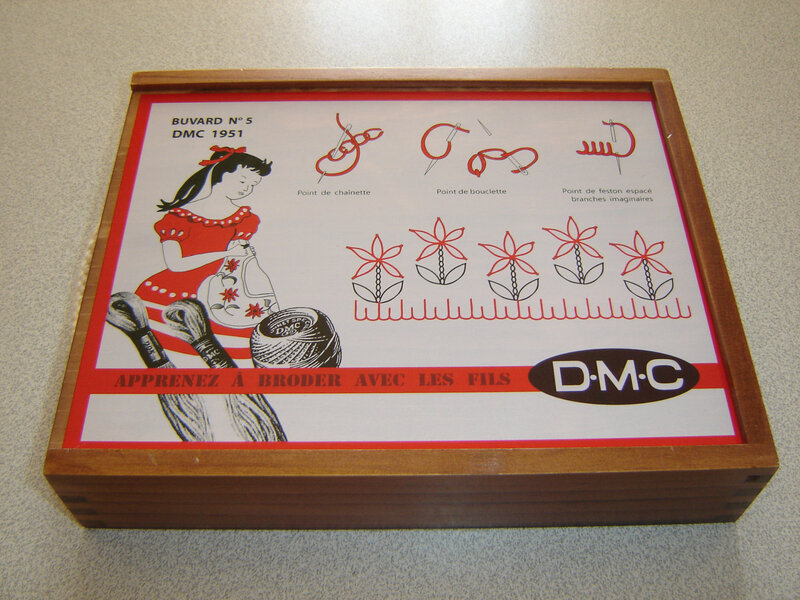 BUVARD N° 5
DMC 1951
Point de chaînette
Point de bouclette
Point de feston espacé
branches imaginaires
DMC
APPRENEZ À BRODER AVEC LES FILS
D·M·C